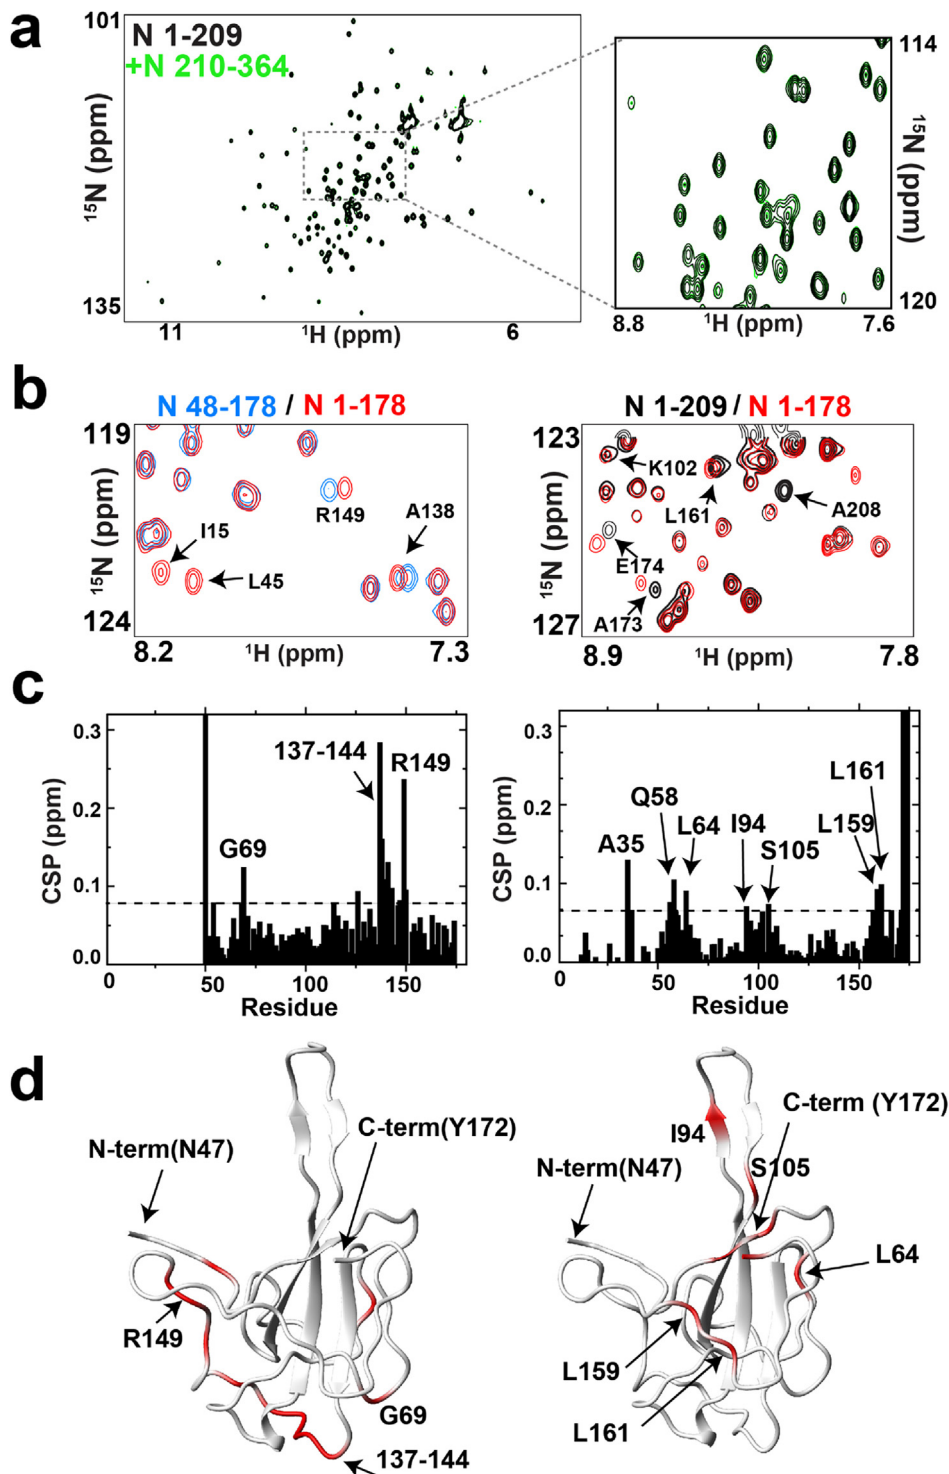 a
101
N 1-209
+N 210-364
¹⁵N (ppm)
135
11
¹H (ppm)
6
114
¹⁵N (ppm)
120
8.8
¹H (ppm)
7.6
b
N 48-178 / N 1-178
119
¹⁵N (ppm)
R149
A138
I15
L45
124
8.2
¹H (ppm)
7.3
N 1-209 / N 1-178
123
¹⁵N (ppm)
K102
L161
A208
E174
A173
127
8.9
¹H (ppm)
7.8
c
CSP (ppm)
0.3
0.2
0.1
0.0
137-144
R149
G69
50
100
150
Residue
CSP (ppm)
0.3
0.2
0.1
0.0
L161
Q58
L64
I94
L159
A35
S105
50
100
150
Residue
d
C-term(Y172)
N-term(N47)
R149
G69
137-144
C-term (Y172)
I94
N-term(N47)
S105
L64
L159
L161